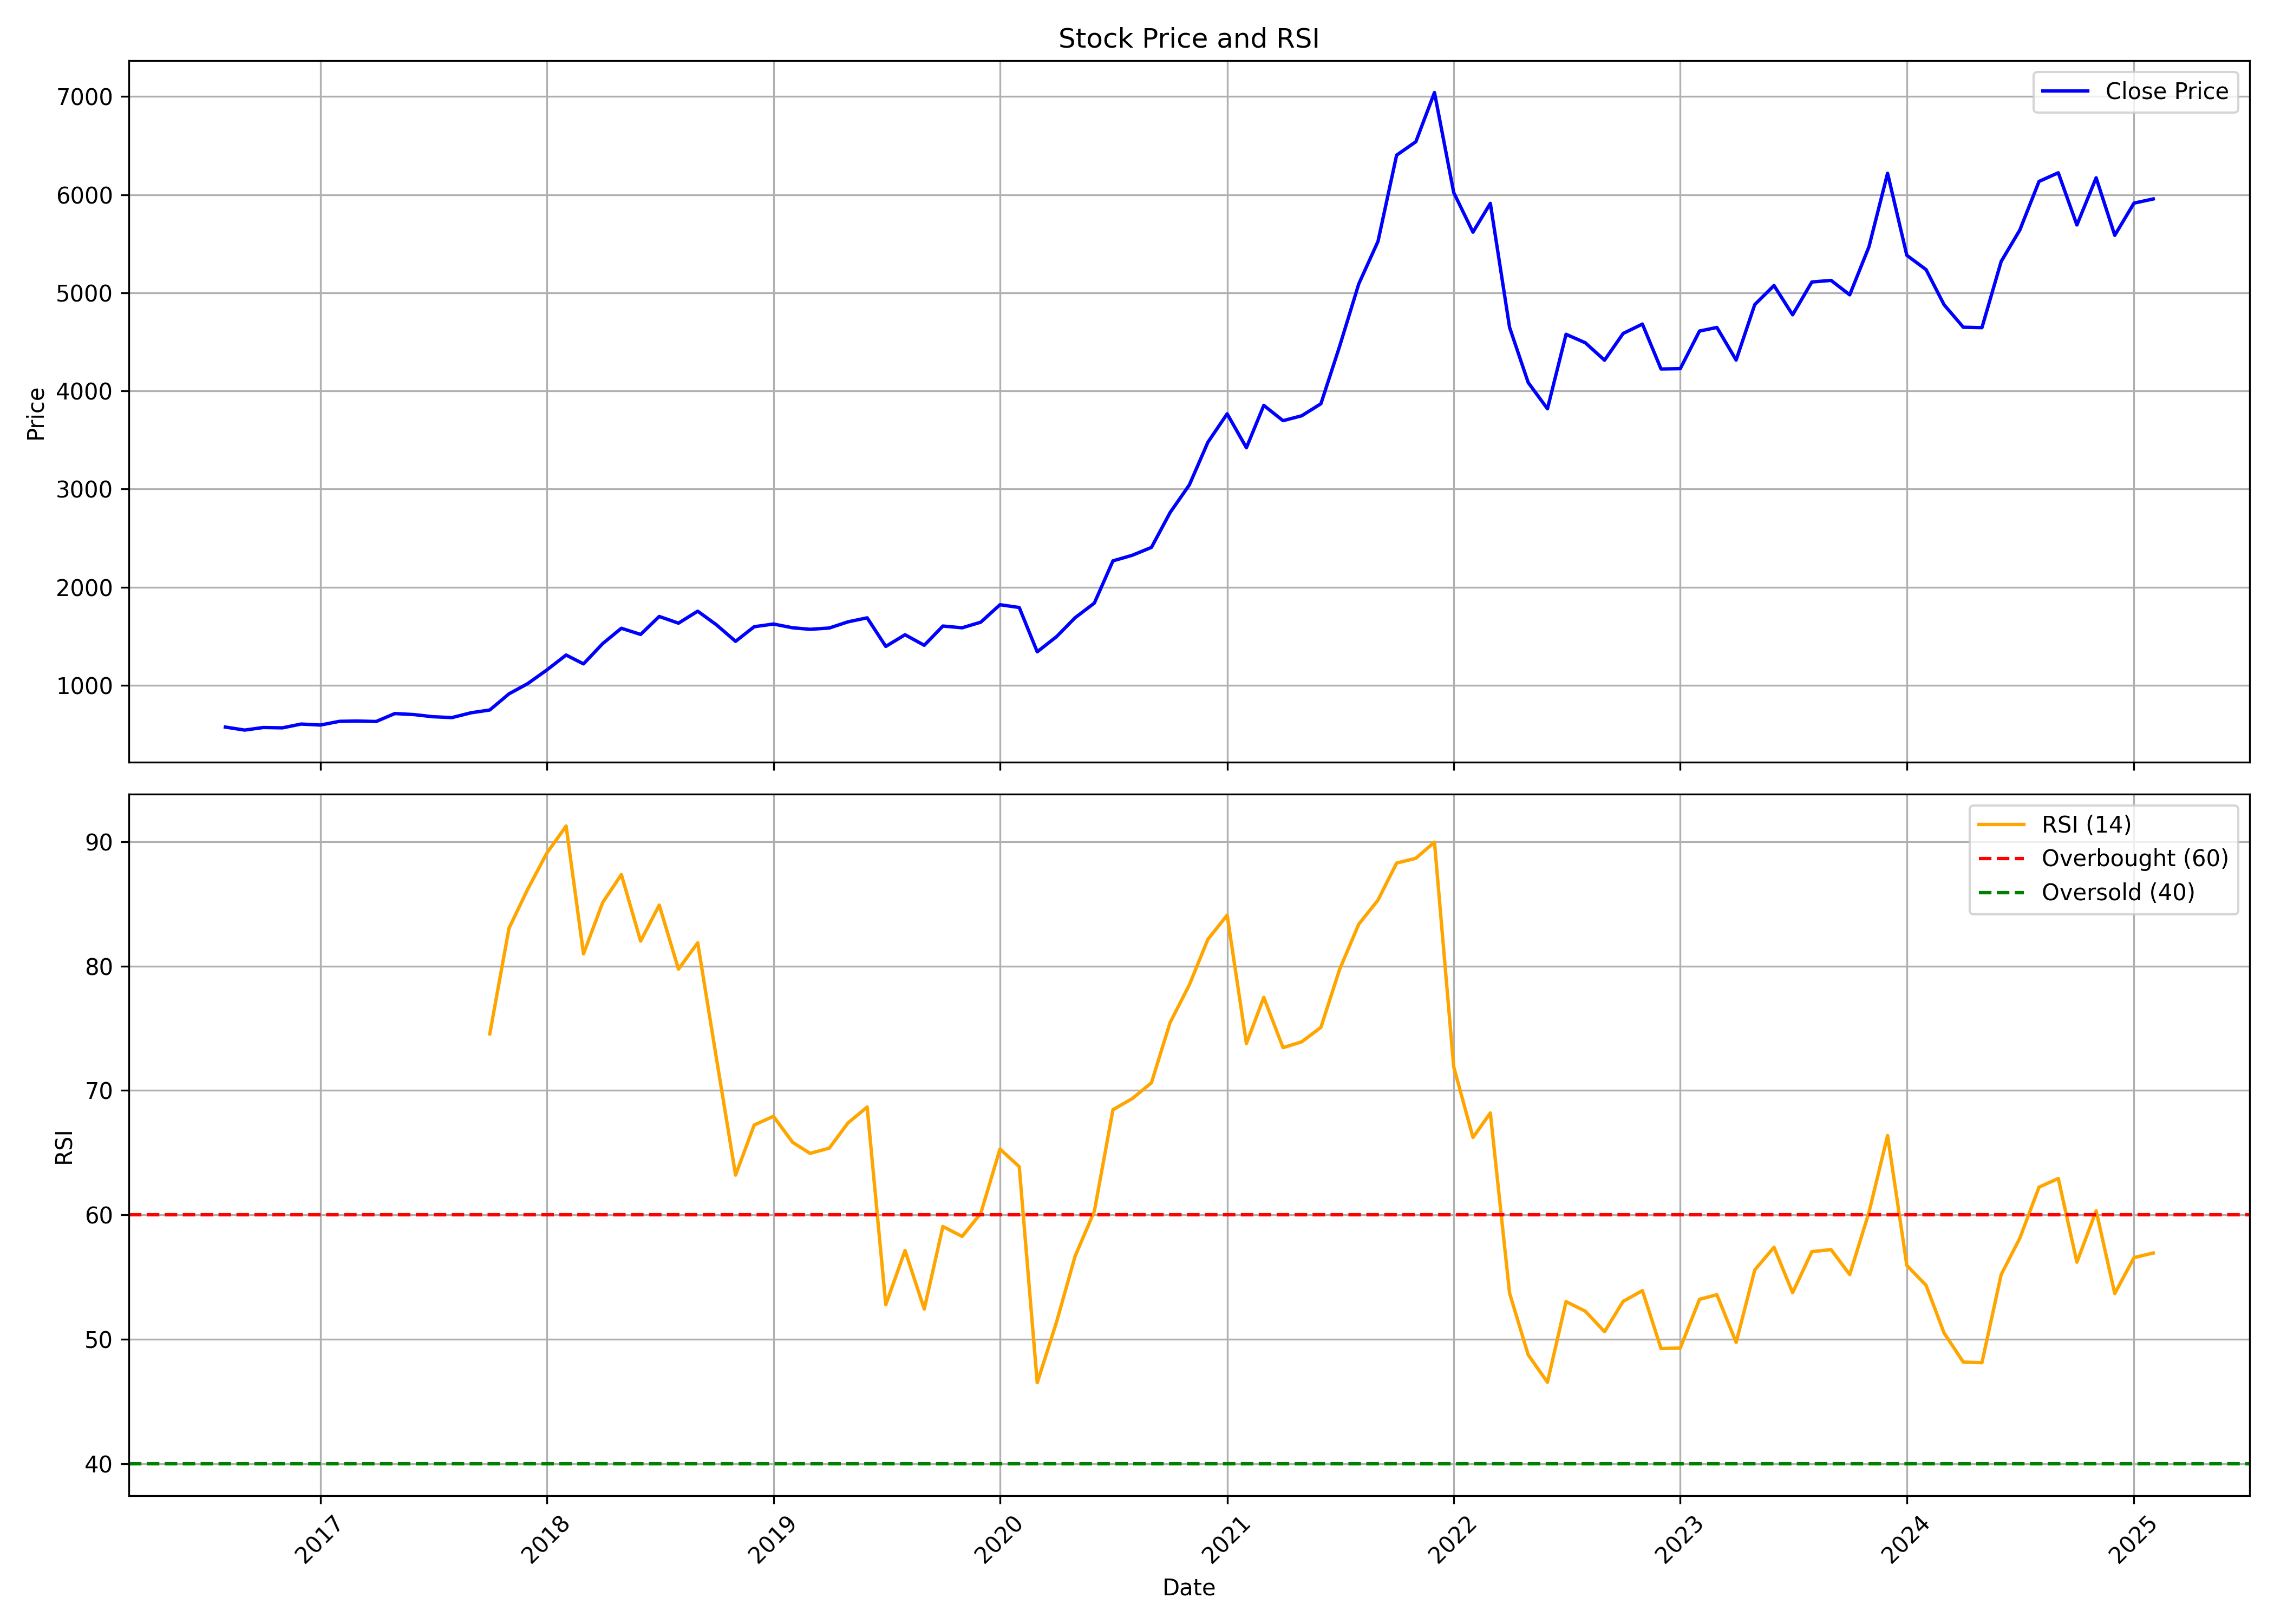 Stock Price and RSI
7000
6000
5000
4000
3000
2000
1000
Price
Close Price
90
80
70
60
50
40
RSI
RSI (14)
Overbought (60)
Oversold (40)
2017
2018
2019
2020
2021
2022
2023
2024
2025
Date